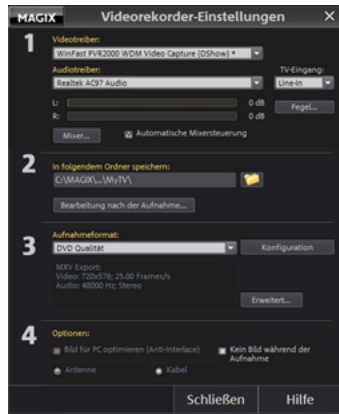 MAGIX Videorekorder-Einstellungen
1 Videotreiber:
WinFast PVR2000 WDM Video Capture (DShow) *
Audiotreiber: TV-Eingang:
Realtek AC97 Audio Line-In
L: 0 dB
R: 0 dB
Pegel...
Mixer... Automatische Mixersteuerung
2 In folgendem Ordner speichern:
C:\MAGIX\...\MyTV\
Bearbeitung nach der Aufnahme...
3 Aufnahmeformat:
DVD Qualität Konfiguration
MXV Export:
Video: 720x576; 25.00 Frames/s
Audio: 48000 Hz; Stereo
Erweitert...
4 Optionen:
Bild für PC optimieren (Anti-Interlace) Kein Bild während der
Aufnahme
Antenne Kabel
Schließen Hilfe